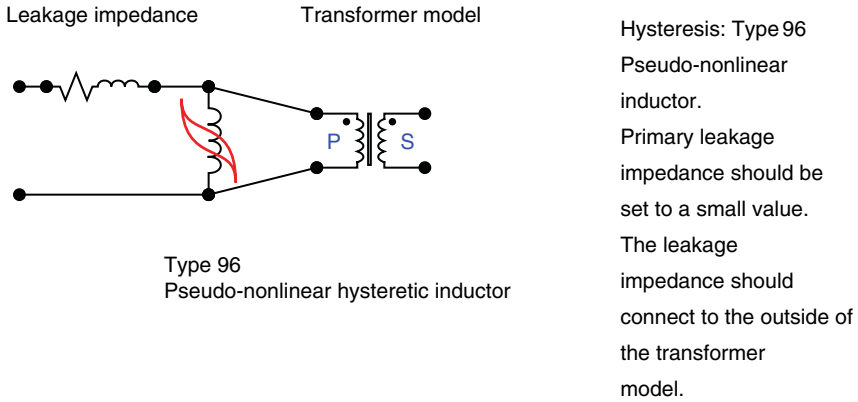 Leakage impedance
Transformer model
P
S
Type 96
Pseudo-nonlinear hysteretic inductor
Hysteresis: Type 96
Pseudo-nonlinear
inductor.
Primary leakage
impedance should be
set to a small value.
The leakage
impedance should
connect to the outside of
the transformer
model.